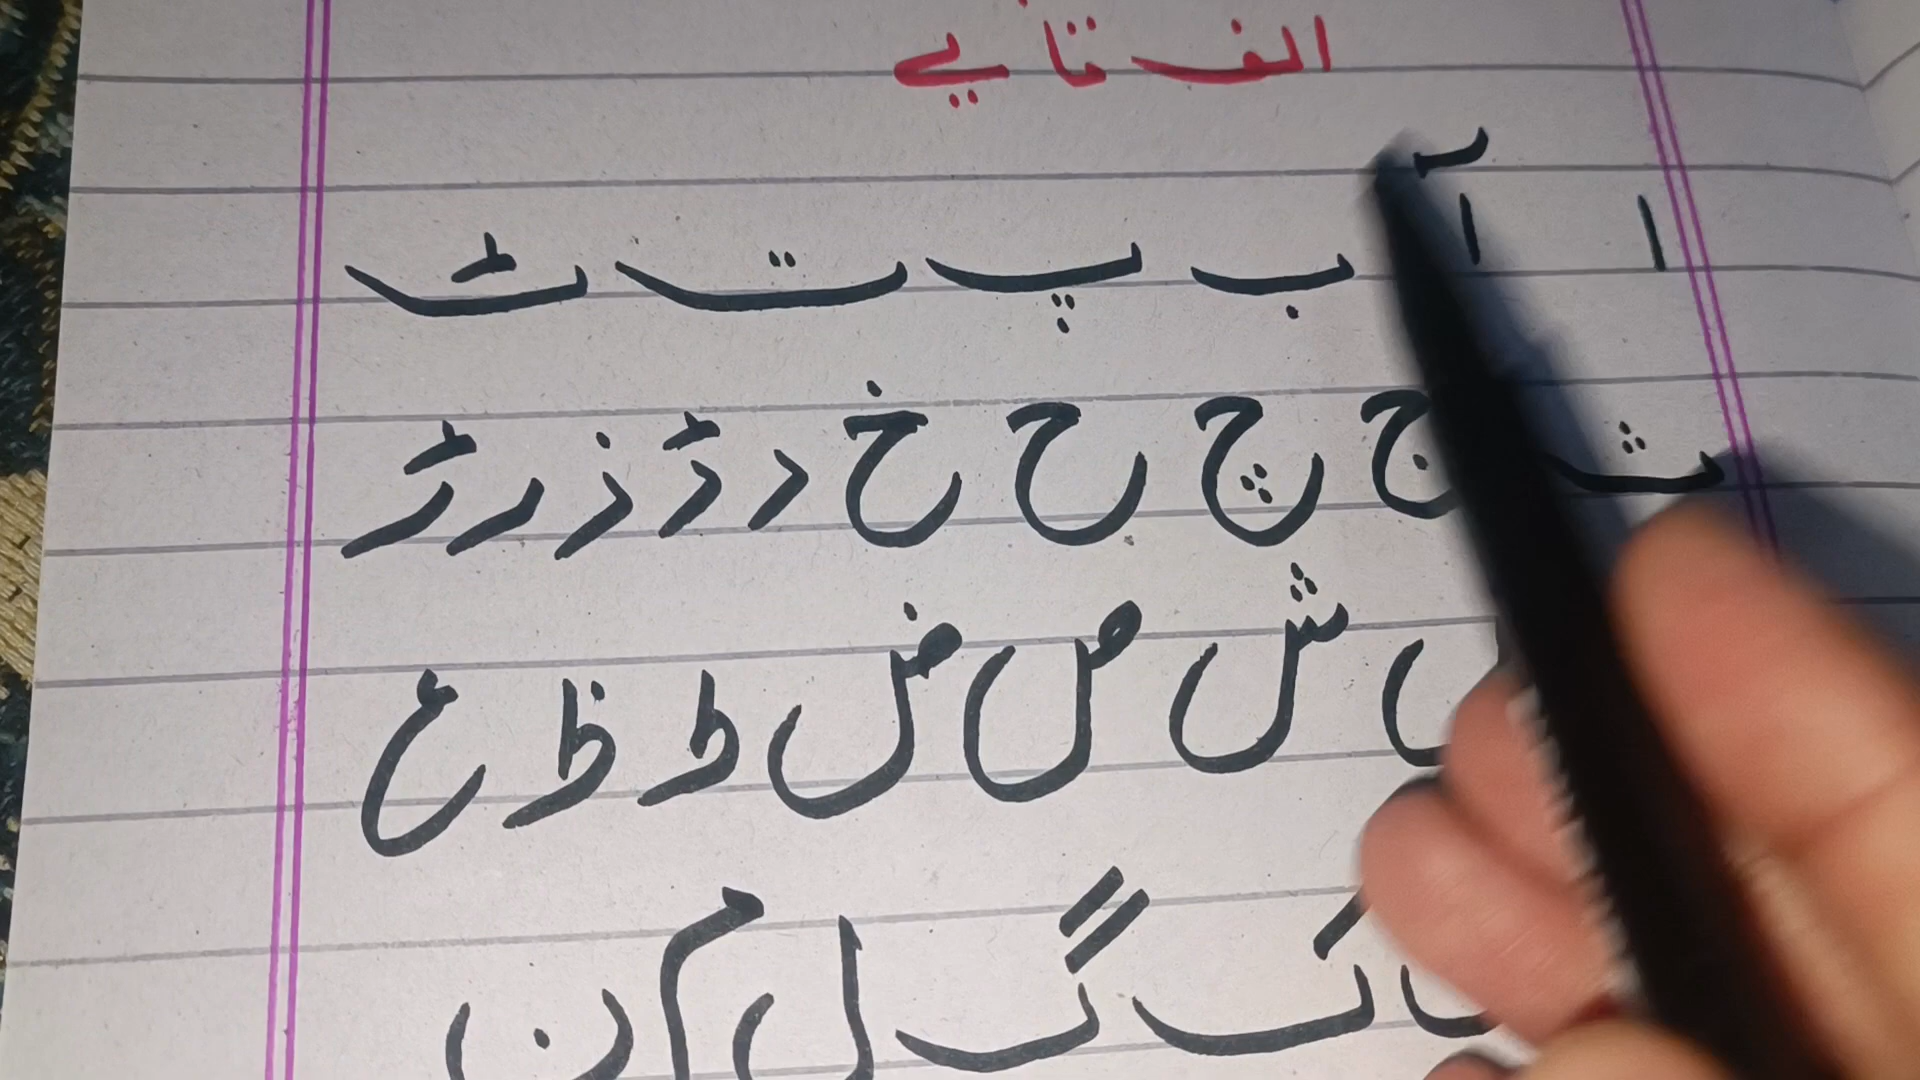 الف تا یے
ا آ ب پ ت ٹ
ث ج چ ح خ د ڈ ذ ر ڑ
ش ص ض ط ظ ع
ک گ ل م ن